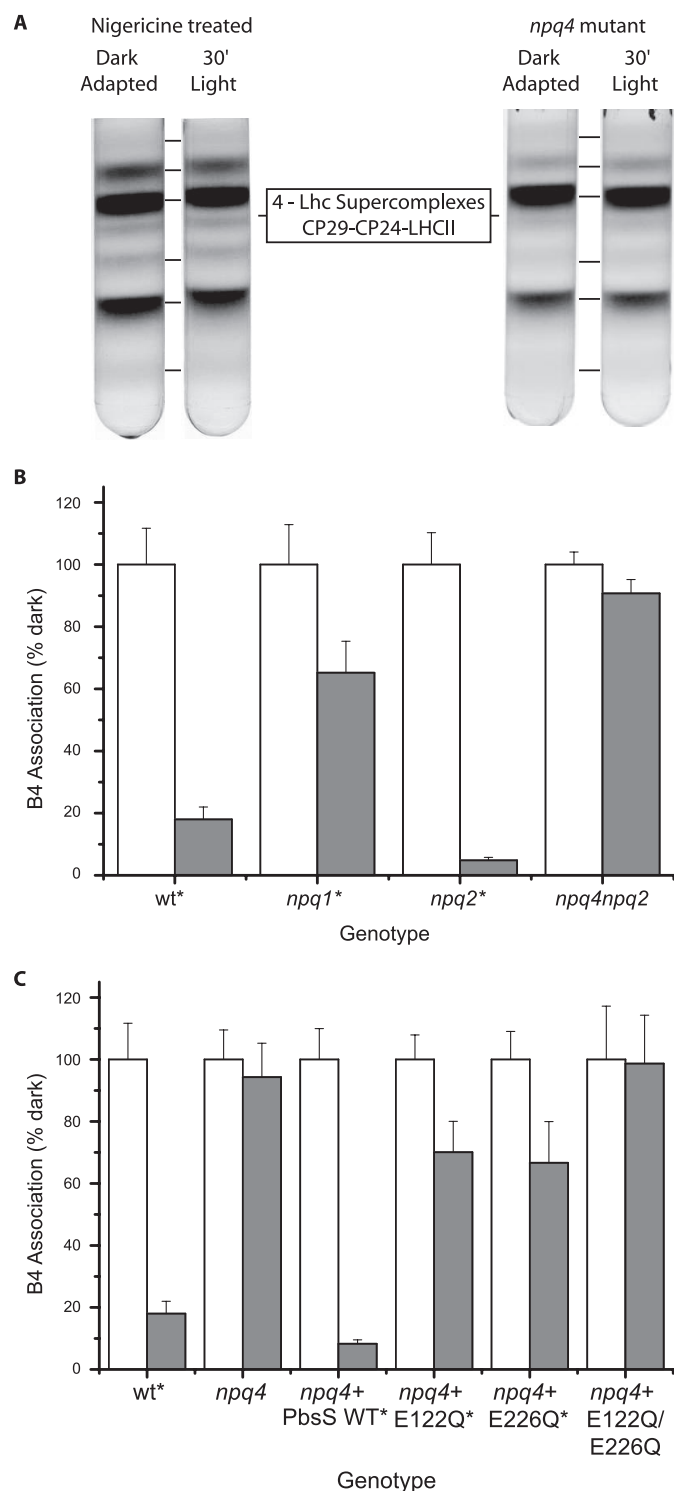 A
Nigericine treated
npq4 mutant
Dark Adapted
30' Light
Dark Adapted
30' Light
4 - Lhc Supercomplexes
CP29-CP24-LHCII
B
B4 Association (% dark)
120
100
80
60
40
20
0
wt*
npq1*
npq2*
npq4npq2
Genotype
C
B4 Association (% dark)
120
100
80
60
40
20
0
wt*
npq4
npq4+ PbsS WT*
npq4+ E122Q*
npq4+ E226Q*
npq4+ E122Q/ E226Q
Genotype